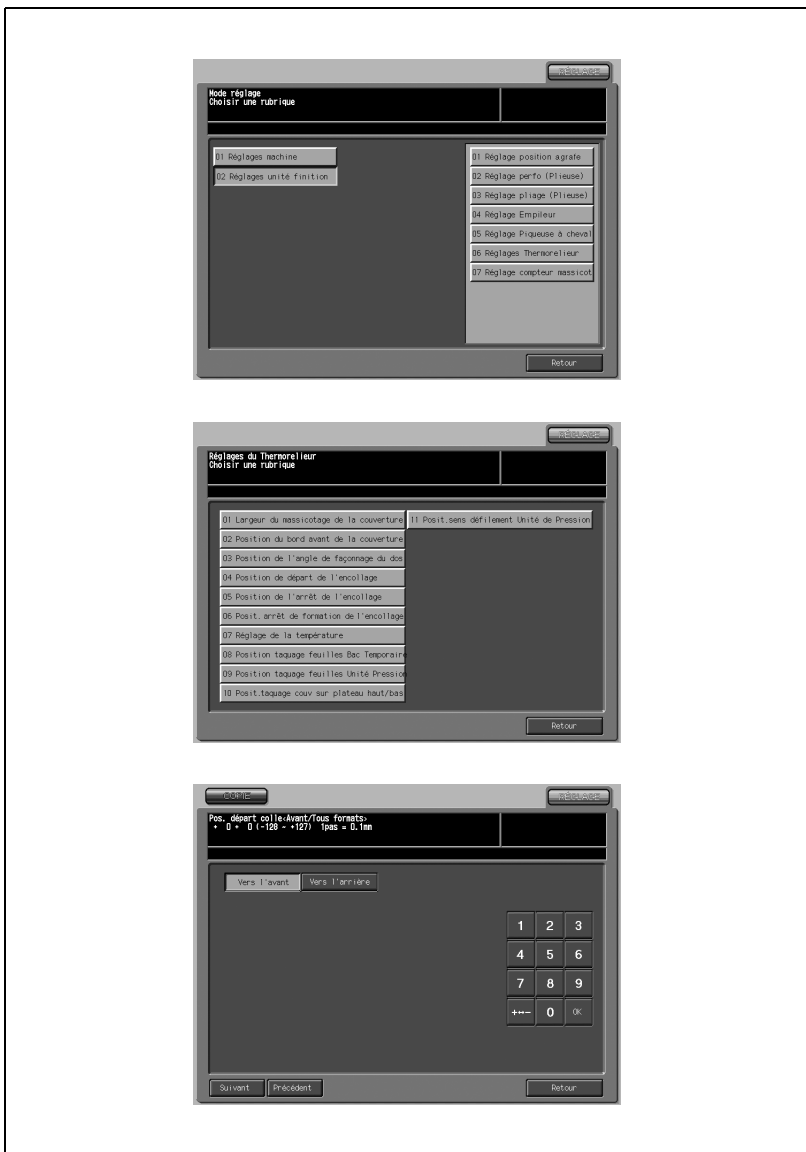 RÉGLAGE
Mode réglage
Choisir une rubrique
01 Réglages machine
02 Réglages unité finition
01 Réglage position agrafe
02 Réglage perfo (Plieuse)
03 Réglage pliage (Plieuse)
04 Réglage Empileur
05 Réglage Piqueuse à cheval
06 Réglages Thermorelieur
07 Réglage compteur massicot
Retour
RÉGLAGE
Réglages du Thermorelieur
Choisir une rubrique
01 Largeur du massicotage de la couverture
02 Position du bord avant de la couverture
03 Position de l'angle de façonnage du dos
04 Position de départ de l'encollage
05 Position de l'arrêt de l'encollage
06 Posit. arrêt de formation de l'encollage
07 Réglage de la température
08 Position taquage feuilles Bac Temporaire
09 Position taquage feuilles Unité Pression
10 Posit.taquage couv sur plateau haut/bas
11 Posit.sens défilement Unité de Pression
Retour
COPIE
RÉGLAGE
Pos. départ colle<Avant/Tous formats>
+ 0 + 0 (-128 ~ +127) 1pas = 0.1mm
Vers l'avant Vers l'arrière
1 2 3
4 5 6
7 8 9
+↔− 0 OK
Suivant Précédent Retour